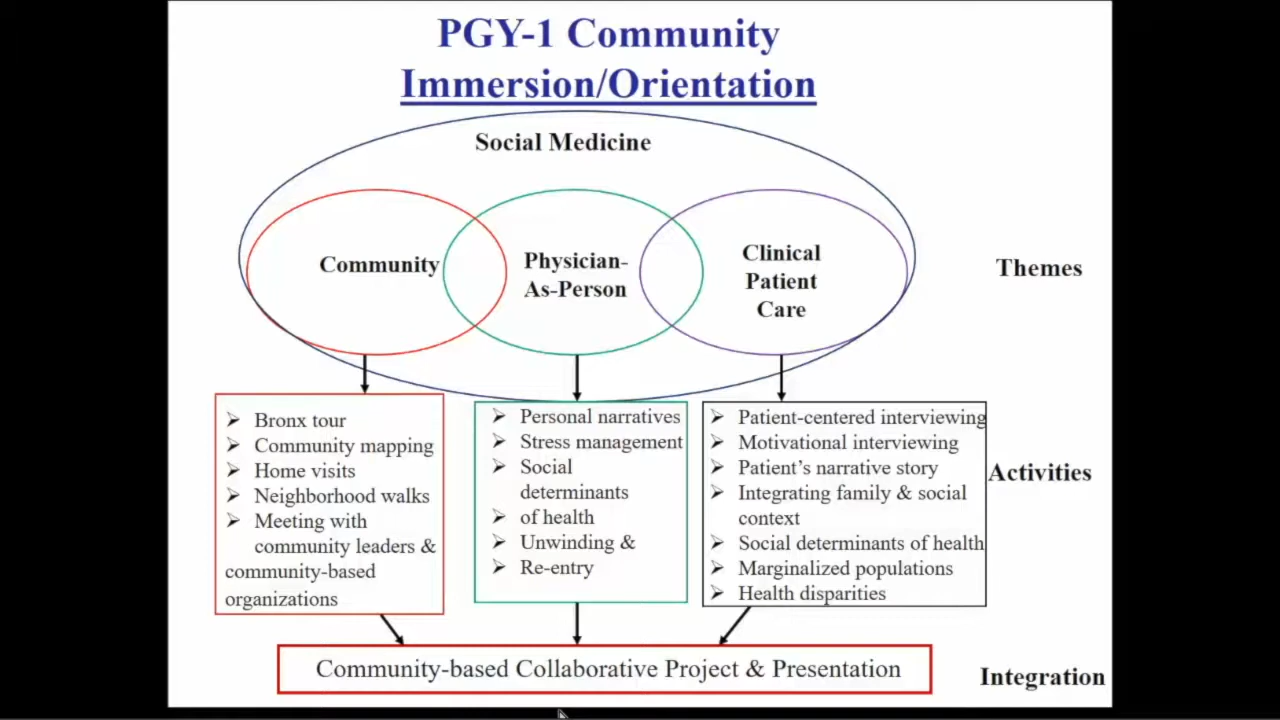 PGY-1 Community
Immersion/Orientation
Social Medicine
Community
Physician-
As-Person
Clinical
Patient
Care
Themes
➢ Bronx tour
➢ Community mapping
➢ Home visits
➢ Neighborhood walks
➢ Meeting with
community leaders &
community-based
organizations
➢ Personal narratives
➢ Stress management
➢ Social
determinants
➢ of health
➢ Unwinding &
➢ Re-entry
➢ Patient-centered interviewing
➢ Motivational interviewing
➢ Patient’s narrative story
➢ Integrating family & social
context
➢ Social determinants of health
➢ Marginalized populations
➢ Health disparities
Activities
Community-based Collaborative Project & Presentation
Integration